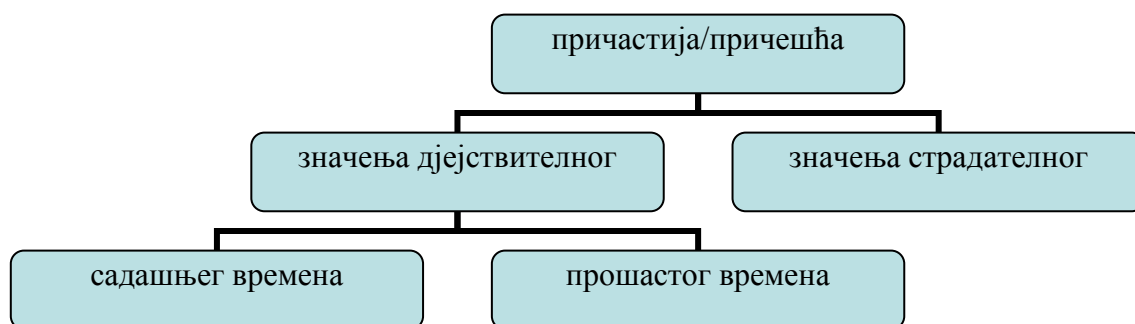 причастија/причешћа
значења дјејствителног
значења страдателног
садашњег времена
прошастог времена